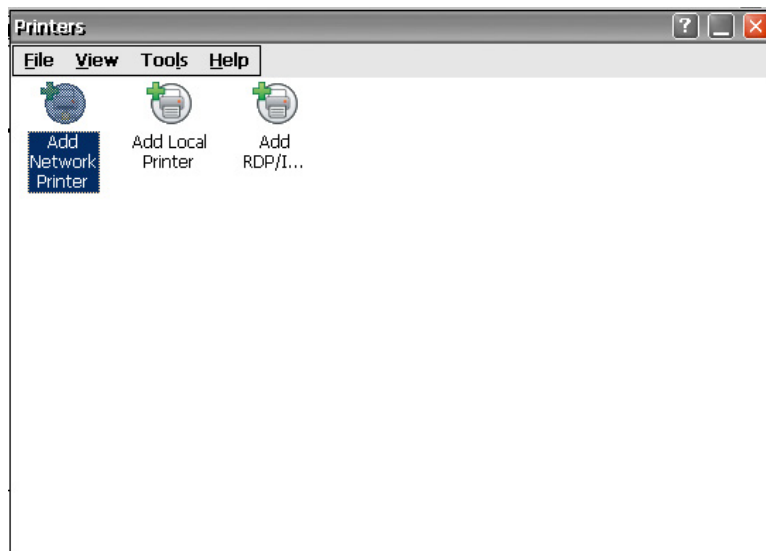 Printers
File View Tools Help
Add Network Printer
Add Local Printer
Add RDP/I...